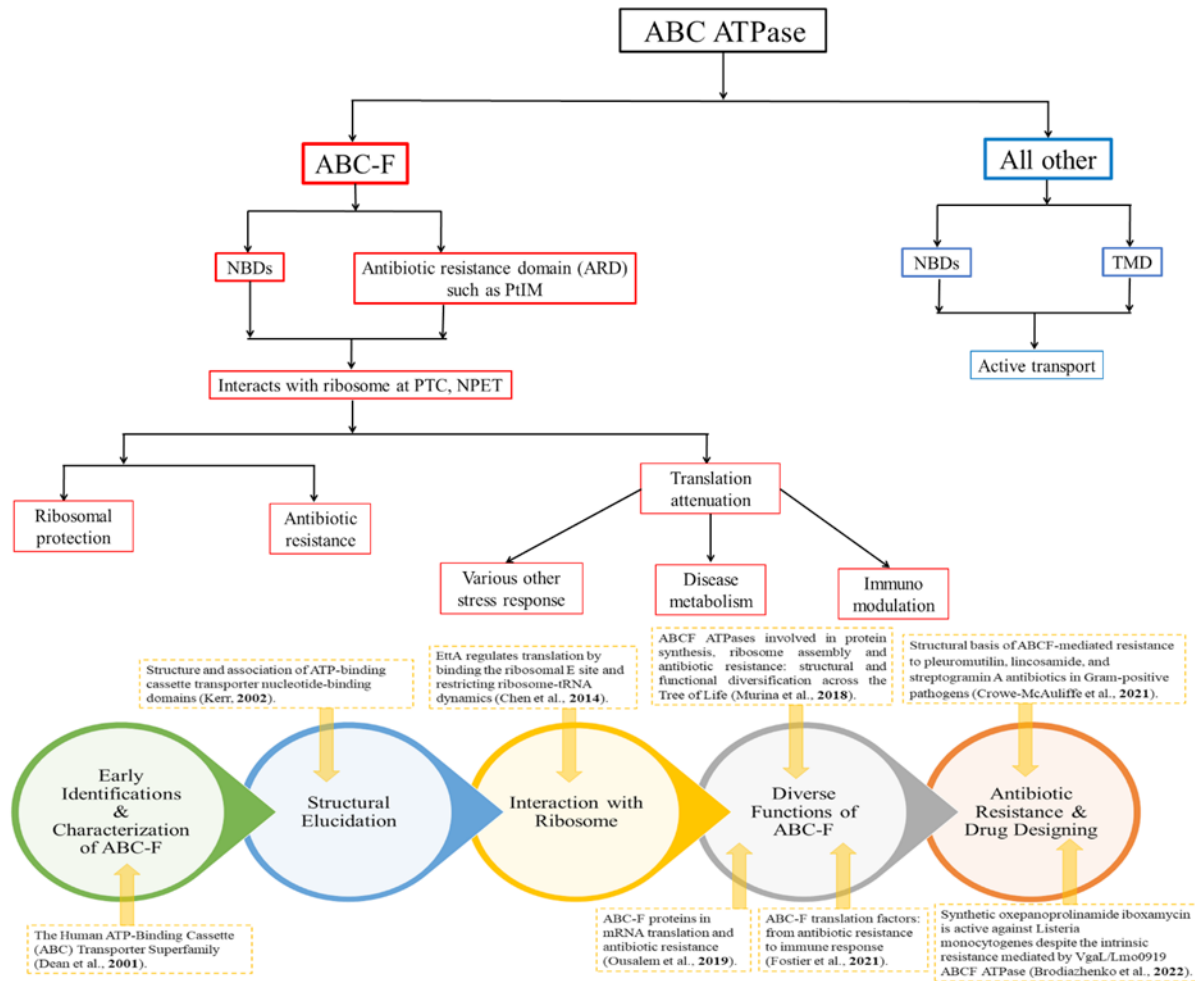 ABC ATPase
ABC-F
All other
NBDs
Antibiotic resistance domain (ARD)
such as PtIM
NBDs
TMD
Interacts with ribosome at PTC, NPET
Active transport
Ribosomal
protection
Antibiotic
resistance
Translation
attenuation
Various other
stress response
Disease
metabolism
Immuno
modulation
Structure and association of ATP-binding
cassette transporter nucleotide-binding
domains (Kerr, 2002).
EttA regulates translation by
binding the ribosomal E site and
restricting ribosome-tRNA
dynamics (Chen et al., 2014).
ABCF ATPases involved in protein
synthesis, ribosome assembly and
antibiotic resistance: structural and
functional diversification across the
Tree of Life (Murina et al., 2018).
Structural basis of ABCF-mediated resistance
to pleuromutilin, lincosamide, and
streptogramin A antibiotics in Gram-positive
pathogens (Crowe-McAuliffe et al., 2021).
Early
Identifications
&
Characterization
of ABC-F
Structural
Elucidation
Interaction with
Ribosome
Diverse
Functions of
ABC-F
Antibiotic
Resistance &
Drug Designing
The Human ATP-Binding Cassette
(ABC) Transporter Superfamily
(Dean et al., 2001).
ABC-F proteins in
mRNA translation and
antibiotic resistance
(Ousalem et al., 2019).
ABC-F translation factors:
from antibiotic resistance
to immune response
(Fostier et al., 2021).
Synthetic oxepanoprolinamide iboxamycin
is active against Listeria
monocytogenes despite the intrinsic
resistance mediated by VgaL/Lmo0919
ABCF ATPase (Brodiazhenko et al., 2022).